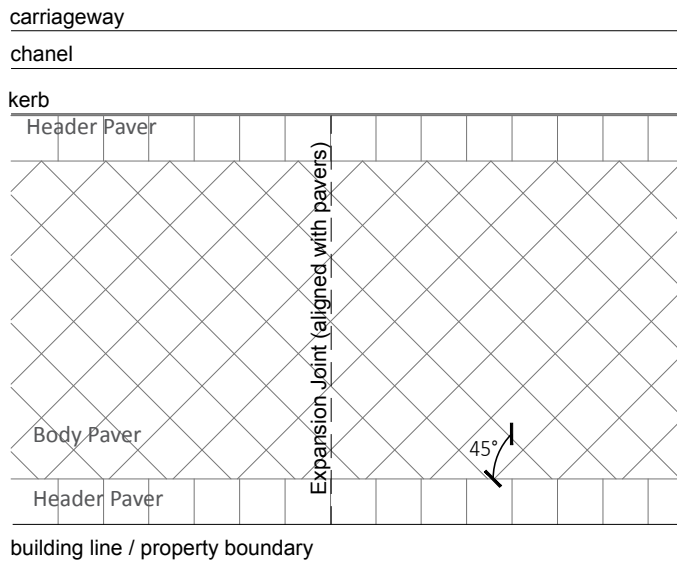 carriageway
chanel
kerb
Header Paver
Expansion Joint (aligned with pavers)
Body Paver
45°
Header Paver
building line / property boundary